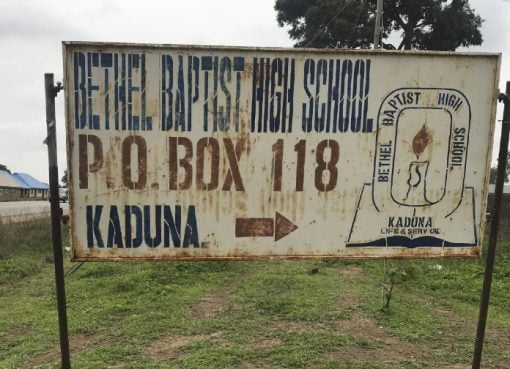 BETHEL BAPTIST HIGH SCHOOL
P.O. BOX 118
KADUNA
BETHEL BAPTIST HIGH SCHOOL
KADUNA
LIFE & SERVICE